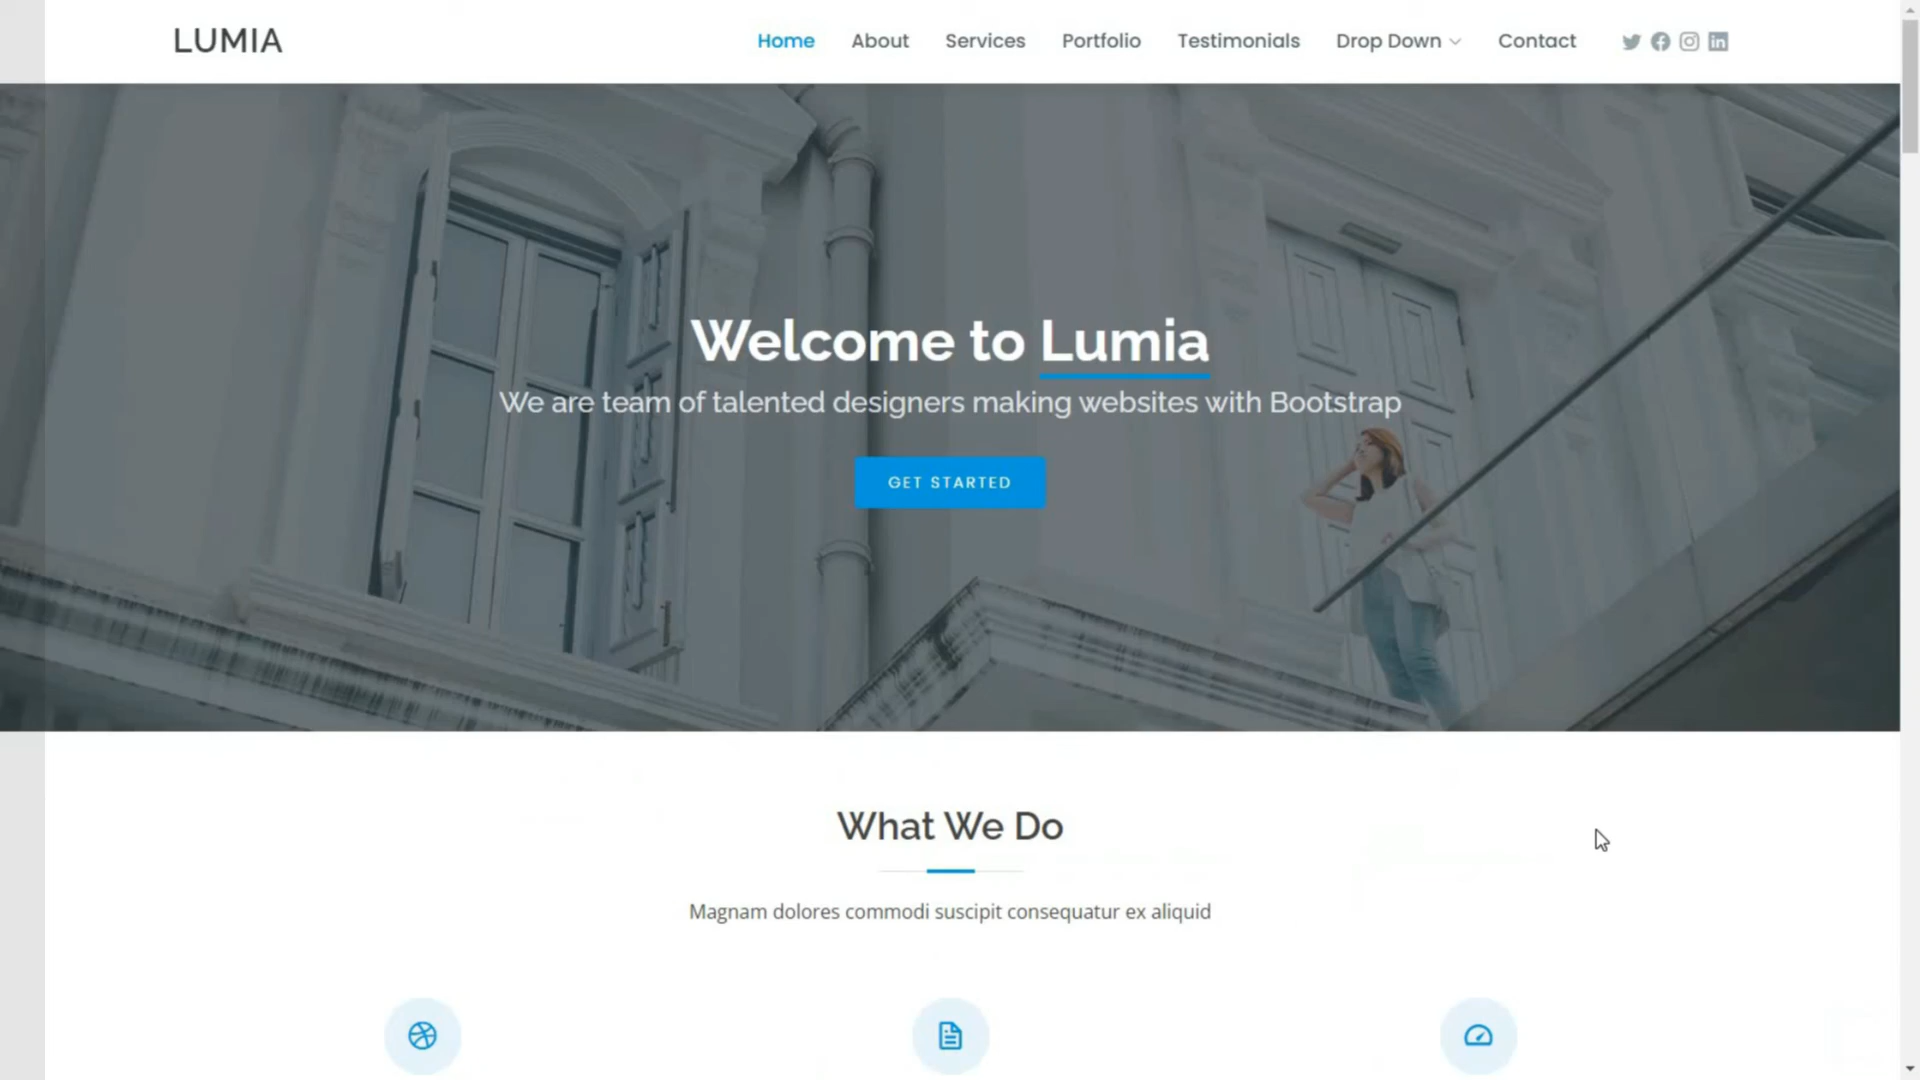 LUMIA
Home About Services Portfolio Testimonials Drop Down Contact
Welcome to Lumia
We are team of talented designers making websites with Bootstrap
GET STARTED
What We Do
Magnam dolores commodi suscipit consequatur ex aliquid